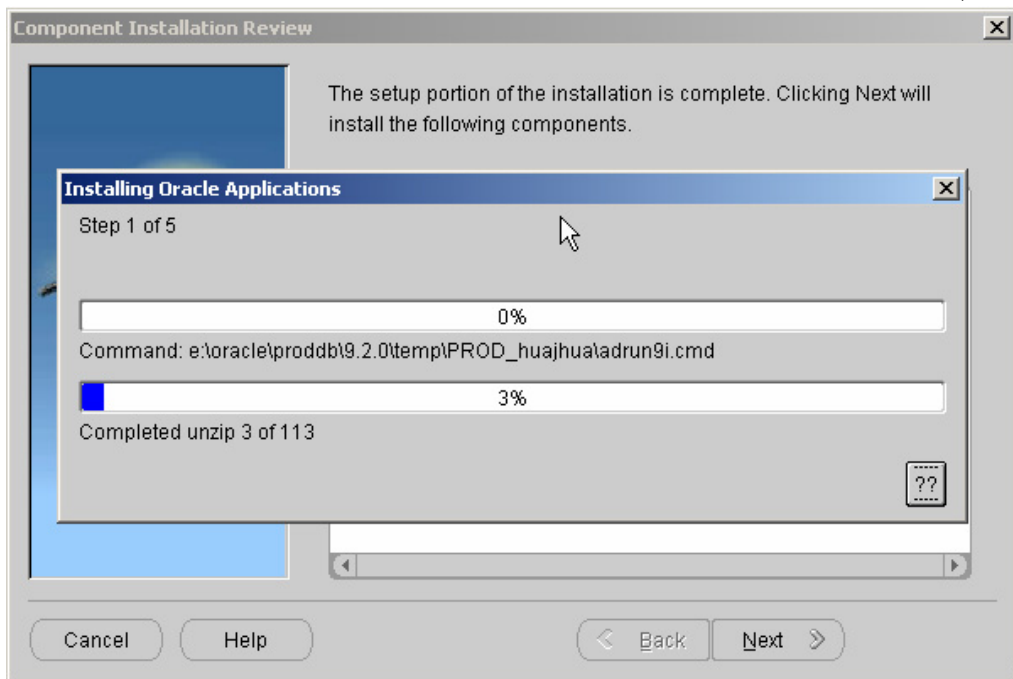 Component Installation Review
The setup portion of the installation is complete. Clicking Next will
install the following components.
Installing Oracle Applications
Step 1 of 5
0%
Command: e:\oracle\proddb\9.2.0\temp\PROD_huajhua\adrun9i.cmd
3%
Completed unzip 3 of 113
??
Cancel
Help
Back
Next